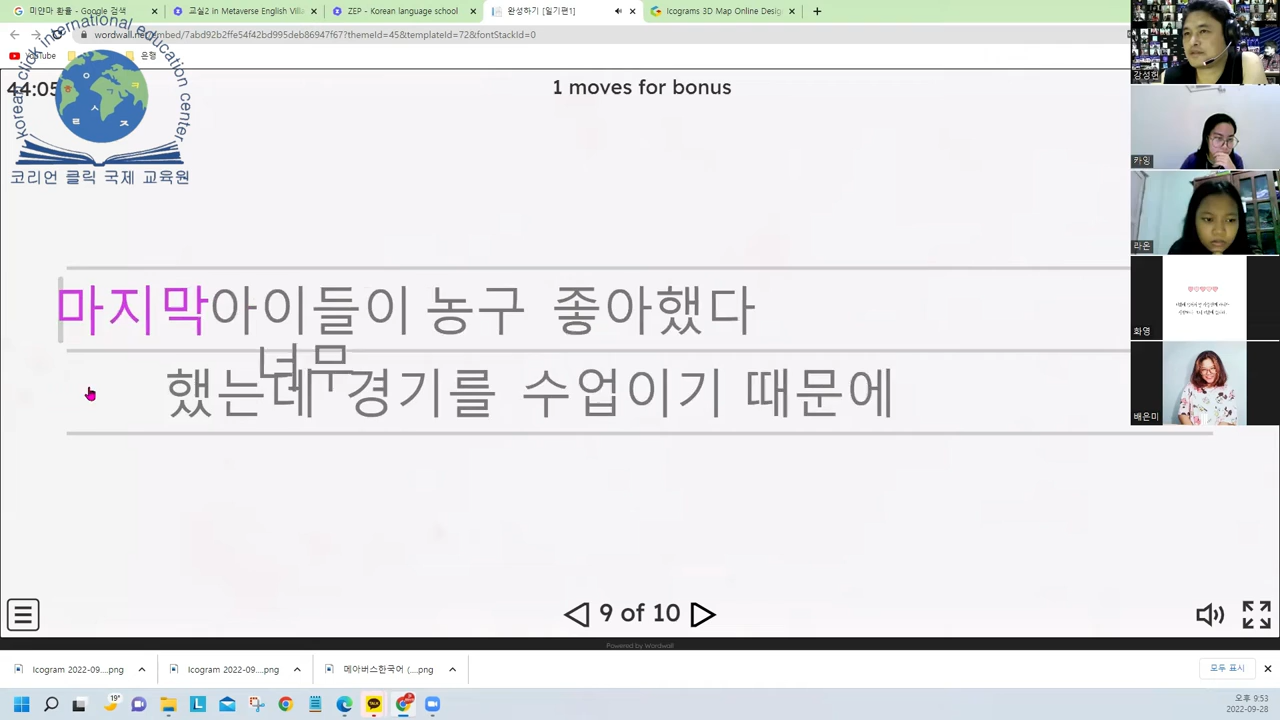 미얀마 환율 - Google 검색
교실2 in Metaverse English Villa
ZEP - Korean language school
완성하기 [일기편1]
Icograms 3D Map Online Desig
wordwall.net/embed/7abd92b2ffe54f42bd995deb86947f67?themeId=45&templateId=72&fontStackId=0
YouTube
은행
44:05
korean click international education center
코리언 클릭 국제 교육원
1 moves for bonus
마지막 아이들이 농구 좋아했다
너무
했는데 경기를 수업이기 때문에
9 of 10
Powered by Wordwall
강성헌
카잉
라온
화영
배은미
Icogram 2022-09....png
Icogram 2022-09....png
메아버스한국어 (....png
모두 표시
19°
오후 9:53
2022-09-28